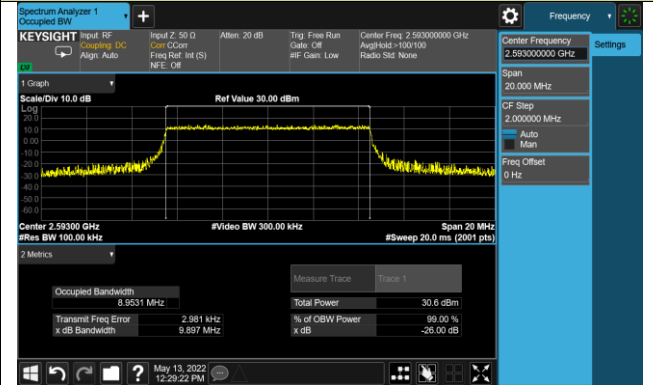 Spectrum Analyzer 1
Occupied BW
Frequency
KEYSIGHT
Input: RF
Coupling: DC
Align: Auto
Input Z: 50 Ω
Corr CCorr
Freq Ref: Int (S)
NFE: Off
Atten: 20 dB
Trig: Free Run
Gate: Off
#IF Gain: Low
Center Freq: 2.593000000 GHz
Avg|Hold:>100/100
Radio Std: None
Center Frequency
2.593000000 GHz
Settings
Span
20.000 MHz
CF Step
2.000000 MHz
Auto
Man
Freq Offset
0 Hz
1 Graph
Scale/Div 10.0 dB
Ref Value 30.00 dBm
Log
20.0
10.0
0.00
-10.0
-20.0
-30.0
-40.0
-50.0
-60.0
Center 2.59300 GHz
#Video BW 300.00 kHz
Span 20 MHz
#Res BW 100.00 kHz
#Sweep 20.0 ms (2001 pts)
2 Metrics
Measure Trace
Trace 1
Occupied Bandwidth
8.9531 MHz
Total Power
30.6 dBm
Transmit Freq Error
2.981 kHz
% of OBW Power
99.00 %
x dB Bandwidth
9.897 MHz
x dB
-26.00 dB
May 13, 2022
12:29:22 PM